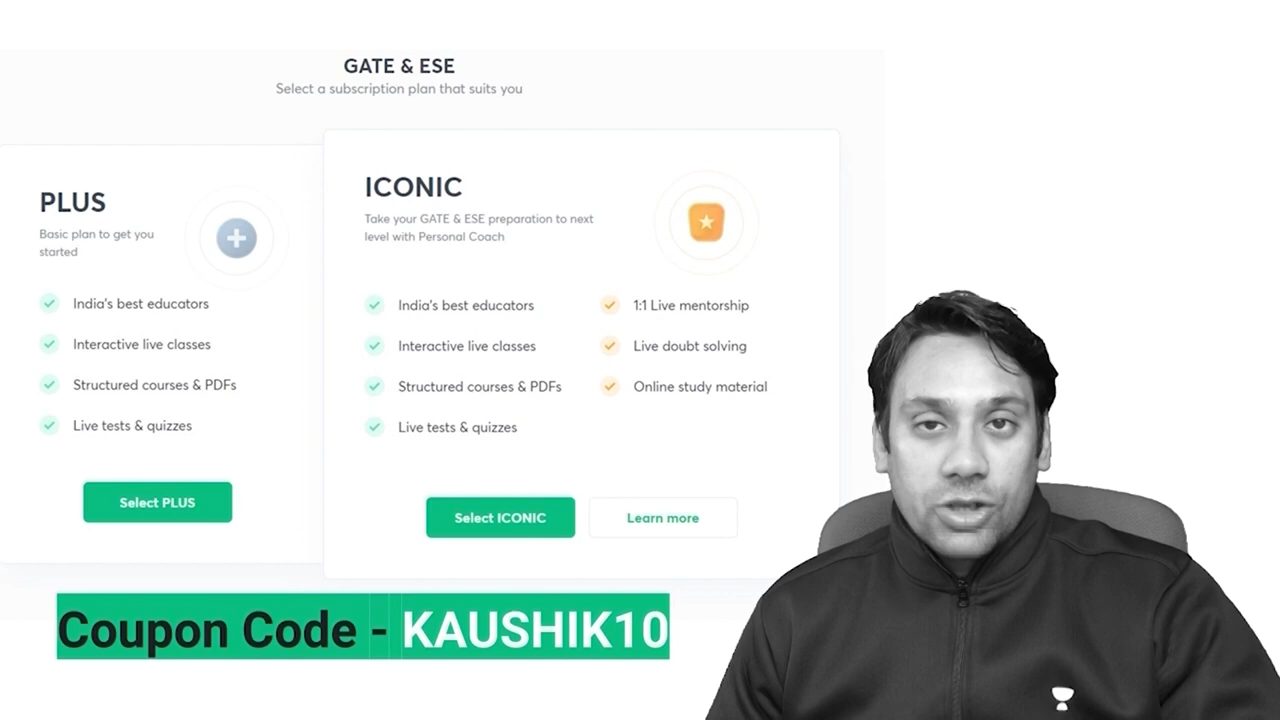 GATE & ESE
Select a subscription plan that suits you
PLUS
Basic plan to get you
started
India's best educators
Interactive live classes
Structured courses & PDFs
Live tests & quizzes
Select PLUS
ICONIC
Take your GATE & ESE preparation to next
level with Personal Coach
India's best educators
Interactive live classes
Structured courses & PDFs
Live tests & quizzes
1:1 Live mentorship
Live doubt solving
Online study material
Select ICONIC
Learn more
Coupon Code - KAUSHIK10